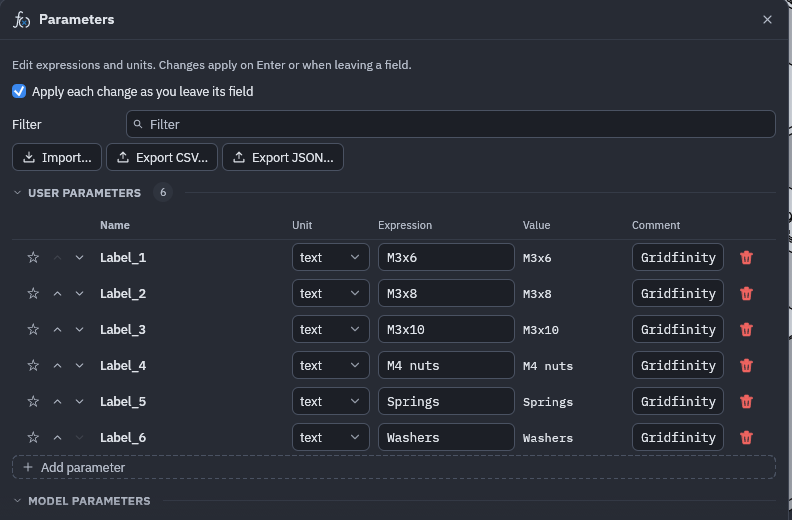 Parameters
Edit expressions and units. Changes apply on Enter or when leaving a field.
Apply each change as you leave its field
Filter Filter
Import... Export CSV... Export JSON...
USER PARAMETERS 6
Name Unit Expression Value Comment
Label_1 text M3x6 M3x6 Gridfinity
Label_2 text M3x8 M3x8 Gridfinity
Label_3 text M3x10 M3x10 Gridfinity
Label_4 text M4 nuts M4 nuts Gridfinity
Label_5 text Springs Springs Gridfinity
Label_6 text Washers Washers Gridfinity
Add parameter
MODEL PARAMETERS